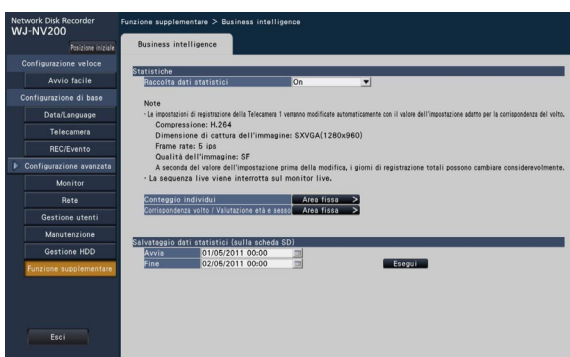 Network Disk Recorder
WJ-NV200
Posizione iniziale
Configurazione veloce
Avvio facile
Configurazione di base
Data/Language
Telecamera
REC/Evento
Configurazione avanzata
Monitor
Rete
Gestione utenti
Manutenzione
Gestione HDD
Funzione supplementare
Esci
Funzione supplementare > Business intelligence
Business intelligence
Statistiche
Raccolta dati statistici On
Note
· Le impostazioni di registrazione della Telecamera 1 verranno modificate automaticamente con il valore dell'impostazione adatto per la corrispondenza del volto.
Compressione: H.264
Dimensione di cattura dell'immagine: SXVGA(1280x960)
Frame rate: 5 ips
Qualità dell'immagine: SF
A seconda del valore dell'impostazione prima della modifica, i giorni di registrazione totali possono cambiare considerevolmente.
· La sequenza live viene interrotta sul monitor live.
Conteggio individui Area fissa >
Corrispondenza volto / Valutazione età e sesso Area fissa >
Salvataggio dati statistici (sulla scheda SD)
Avvia 01/05/2011 00:00
Fine 02/05/2011 00:00 Esegui